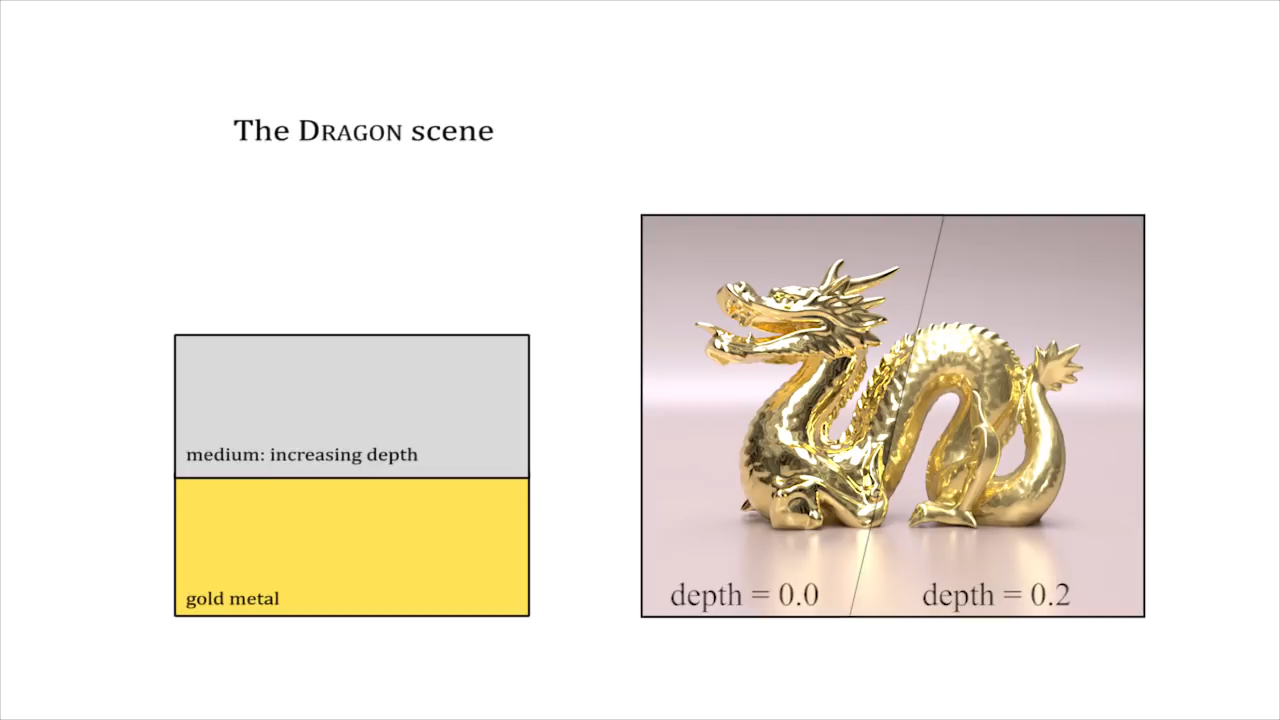 The DRAGON scene
medium: increasing depth
gold metal
depth = 0.0
depth = 0.2